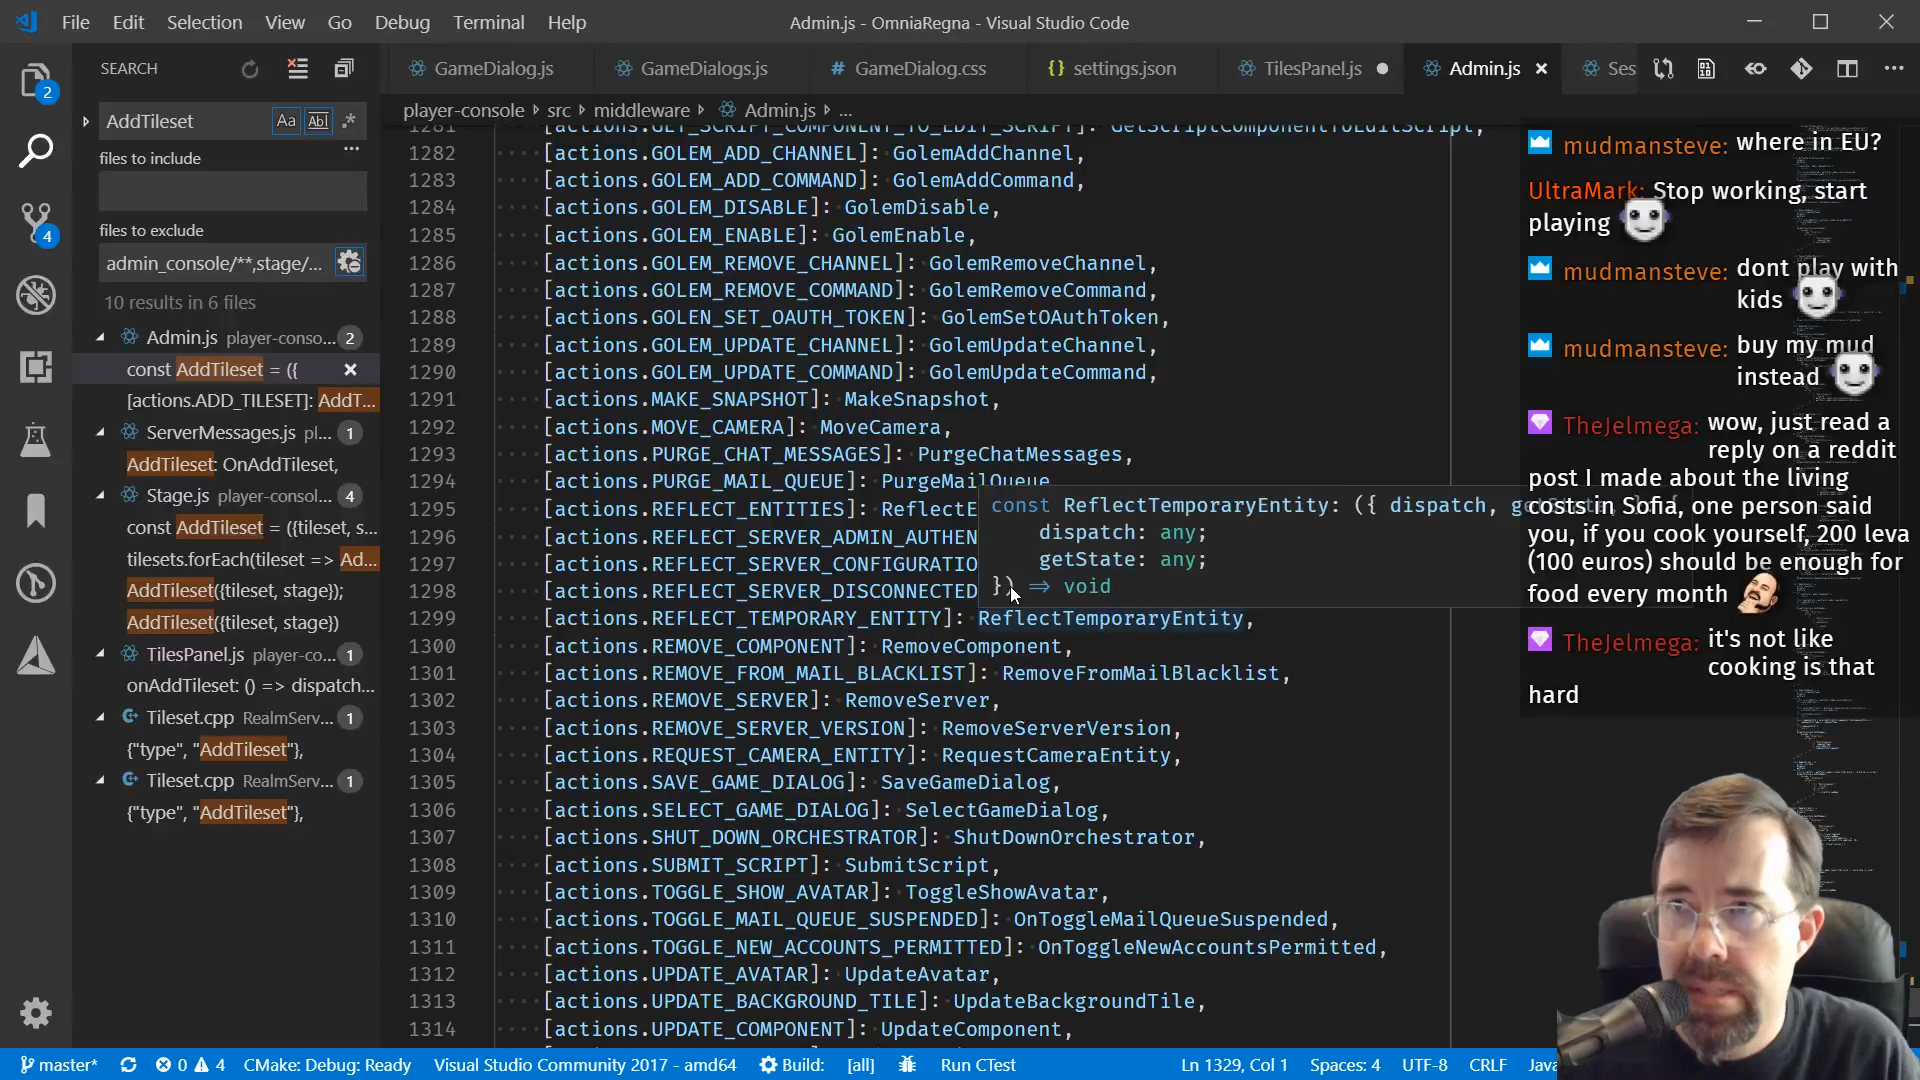 File Edit Selection View Go Debug Terminal Help
Admin.js - OmniaRegna - Visual Studio Code
SEARCH
GameDialog.js
GameDialogs.js
# GameDialog.css
{} settings.json
TilesPanel.js
Admin.js
Ses
player-console › src › middleware › Admin.js › ...
2
4
AddTileset
Aa
Abl
.*
files to include
...
files to exclude
admin_console/**,stage/...
10 results in 6 files
Admin.js player-conso... 2
const AddTileset = ({
[actions.ADD_TILESET]: AddT...
ServerMessages.js pl... 1
AddTileset: OnAddTileset,
Stage.js player-consol... 4
const AddTileset = ({tileset, s...
tilesets.forEach(tileset => Ad...
AddTileset({tileset, stage});
AddTileset({tileset, stage})
TilesPanel.js player-co... 1
onAddTileset: () => dispatch...
Tileset.cpp RealmServ... 1
{"type", "AddTileset"},
Tileset.cpp RealmServ... 1
{"type", "AddTileset"},
1281 [actions.GET_SCRIPT_COMPONENT_TO_EDIT_SCRIPT]: GetScriptComponentToEditScript,
1282 [actions.GOLEM_ADD_CHANNEL]: GolemAddChannel,
1283 [actions.GOLEM_ADD_COMMAND]: GolemAddCommand,
1284 [actions.GOLEM_DISABLE]: GolemDisable,
1285 [actions.GOLEM_ENABLE]: GolemEnable,
1286 [actions.GOLEM_REMOVE_CHANNEL]: GolemRemoveChannel,
1287 [actions.GOLEM_REMOVE_COMMAND]: GolemRemoveCommand,
1288 [actions.GOLEN_SET_OAUTH_TOKEN]: GolemSetOAuthToken,
1289 [actions.GOLEM_UPDATE_CHANNEL]: GolemUpdateChannel,
1290 [actions.GOLEM_UPDATE_COMMAND]: GolemUpdateCommand,
1291 [actions.MAKE_SNAPSHOT]: MakeSnapshot,
1292 [actions.MOVE_CAMERA]: MoveCamera,
1293 [actions.PURGE_CHAT_MESSAGES]: PurgeChatMessages,
1294 [actions.PURGE_MAIL_QUEUE]: PurgeMailQueue,
1295 [actions.REFLECT_ENTITIES]: ReflectE
1296 [actions.REFLECT_SERVER_ADMIN_AUTHEN
1297 [actions.REFLECT_SERVER_CONFIGURATIO
1298 [actions.REFLECT_SERVER_DISCONNECTED
1299 [actions.REFLECT_TEMPORARY_ENTITY]: ReflectTemporaryEntity,
1300 [actions.REMOVE_COMPONENT]: RemoveComponent,
1301 [actions.REMOVE_FROM_MAIL_BLACKLIST]: RemoveFromMailBlacklist,
1302 [actions.REMOVE_SERVER]: RemoveServer,
1303 [actions.REMOVE_SERVER_VERSION]: RemoveServerVersion,
1304 [actions.REQUEST_CAMERA_ENTITY]: RequestCameraEntity,
1305 [actions.SAVE_GAME_DIALOG]: SaveGameDialog,
1306 [actions.SELECT_GAME_DIALOG]: SelectGameDialog,
1307 [actions.SHUT_DOWN_ORCHESTRATOR]: ShutDownOrchestrator,
1308 [actions.SUBMIT_SCRIPT]: SubmitScript,
1309 [actions.TOGGLE_SHOW_AVATAR]: ToggleShowAvatar,
1310 [actions.TOGGLE_MAIL_QUEUE_SUSPENDED]: OnToggleMailQueueSuspended,
1311 [actions.TOGGLE_NEW_ACCOUNTS_PERMITTED]: OnToggleNewAccountsPermitted,
1312 [actions.UPDATE_AVATAR]: UpdateAvatar,
1313 [actions.UPDATE_BACKGROUND_TILE]: UpdateBackgroundTile,
1314 [actions.UPDATE_COMPONENT]: UpdateComponent,
const ReflectTemporaryEntity: ({ dispatch,
dispatch: any;
getState: any;
}) => void
mudmansteve: where in EU?
UltraMark: Stop working, start
playing
mudmansteve: dont play with
kids
mudmansteve: buy my mud
instead
TheJelmega: wow, just read a
reply on a reddit
post I made about the living
costs in Sofia, one person said
you, if you cook yourself, 200 leva
(100 euros) should be enough for
food every month
TheJelmega: it's not like
cooking is that
hard
master* 0 4 CMake: Debug: Ready Visual Studio Community 2017 - amd64 Build: [all] Run CTest Ln 1329, Col 1 Spaces: 4 UTF-8 CRLF Java